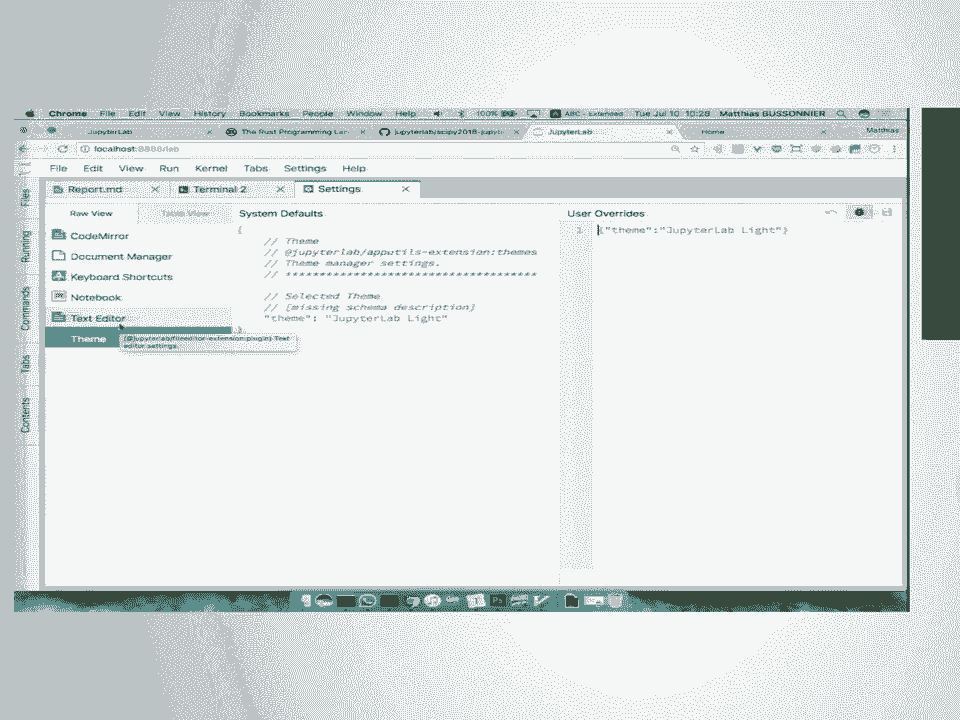 Chrome File Edit View History Bookmarks People Window Help 100% ABC - Extended Tue Jul 10 10:28 Matthias BUSSONNIER
JupyterLab The Rust Programming Lan jupyterlab/scipy2018-jupyt JupyterLab Home Matthias
localhost:8888/lab
File Edit View Run Kernel Tabs Settings Help
Report.md Terminal 2 Settings
Files
Running
Commands
Tabs
Contents
Raw View Table View System Defaults User Overrides
CodeMirror
Document Manager
Keyboard Shortcuts
Notebook
Text Editor
Theme
[@jupyterlab/fileeditor-extension:plugin] Text
editor settings.
{
// Theme
// @jupyterlab/apputils-extension:themes
// Theme manager settings.
// *************************************
// Selected Theme
// [missing schema description]
"theme": "JupyterLab Light"
}
1 {"theme":"JupyterLab Light"}